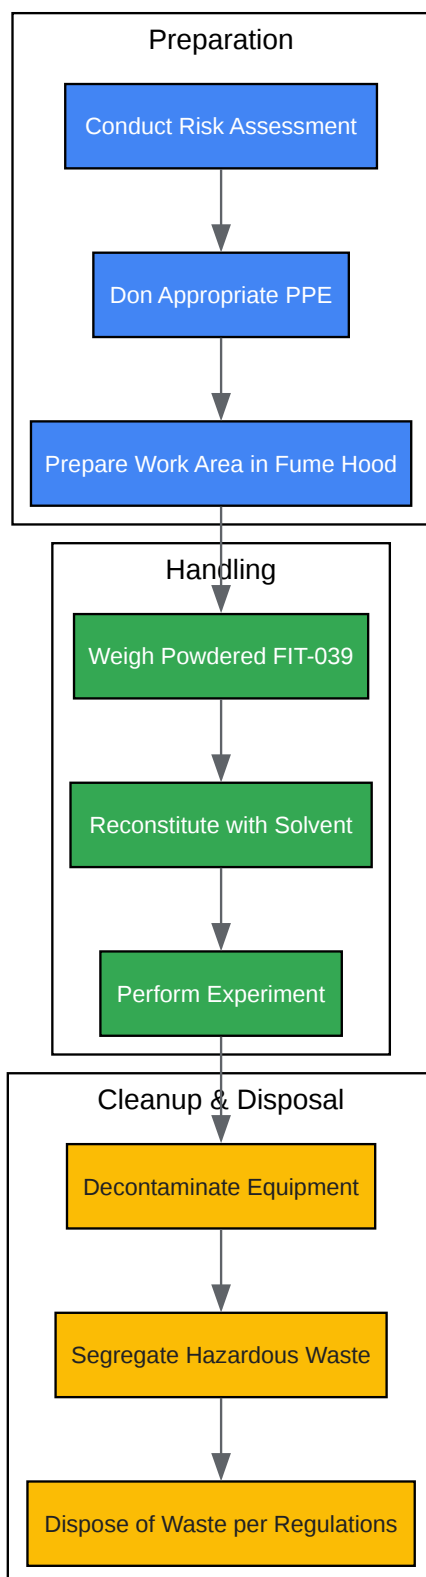 Preparation
Conduct Risk Assessment
Don Appropriate PPE
Prepare Work Area in Fume Hood
Handling
Weigh Powdered FIT-039
Reconstitute with Solvent
Perform Experiment
Cleanup & Disposal
Decontaminate Equipment
Segregate Hazardous Waste
Dispose of Waste per Regulations